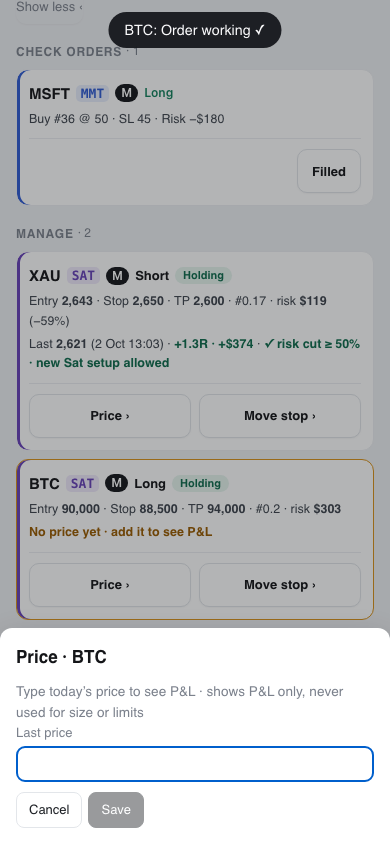 Show less ‹
BTC: Order working ✓
CHECK ORDERS · 1
MSFT MMT M Long
Buy #36 @ 50 · SL 45 · Risk −$180
Filled
MANAGE · 2
XAU SAT M Short Holding
Entry 2,643 · Stop 2,650 · TP 2,600 · #0.17 · risk $119
(−59%)
Last 2,621 (2 Oct 13:03) · +1.3R · +$374 · ✓ risk cut ≥ 50%
· new Sat setup allowed
Price › Move stop ›
BTC SAT M Long Holding
Entry 90,000 · Stop 88,500 · TP 94,000 · #0.2 · risk $303
No price yet · add it to see P&L
Price › Move stop ›
Price · BTC
Type today’s price to see P&L · shows P&L only, never
used for size or limits
Last price
Cancel Save